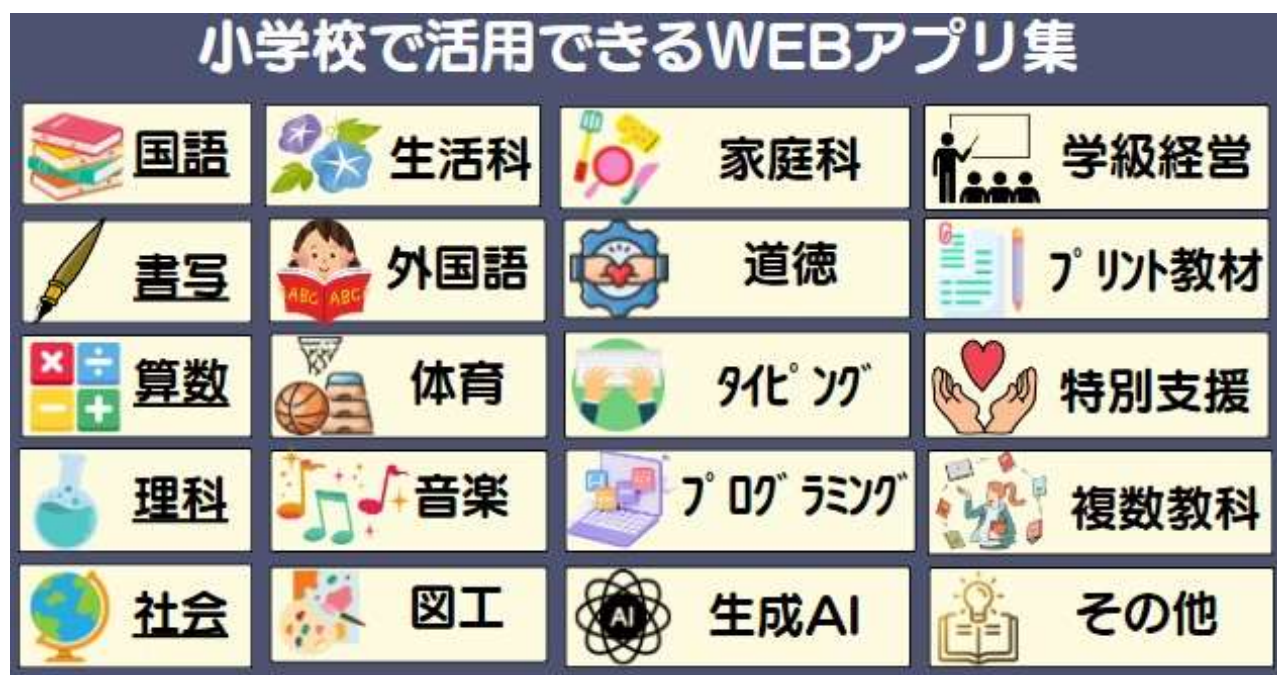 小学校で活用できるWEBアプリ集
国語
生活科
家庭科
学級経営
書写
外国語
ABC ABC
道徳
プリント教材
算数
体育
タイピング
特別支援
理科
音楽
プログラミング
複数教科
社会
図工
AI
生成AI
その他